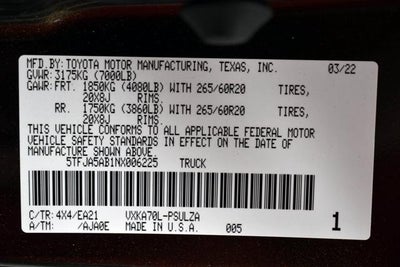 MFD.BY: TOYOTA MOTOR MANUFACTURING, TEXAS, INC. 03/22
GVWR: 3175KG (7000LB)
GAWR: FRT. 1850KG (4080LB) WITH 265/60R20 TIRES,
20X8J RIMS.
RR. 1750KG (3860LB) WITH 265/60R20 TIRES,
20X8J RIMS.
THIS VEHICLE CONFORMS TO ALL APPLICABLE FEDERAL MOTOR
VEHICLE SAFETY STANDARDS IN EFFECT ON THE DATE OF
MANUFACTURE SHOWN ABOVE.
5TFJA5AB1NX006225 TRUCK
C/TR: 4X4/EA21 VXKA70L-PSULZA 1
A/TM: /AJA0E MADE IN U.S.A. 005